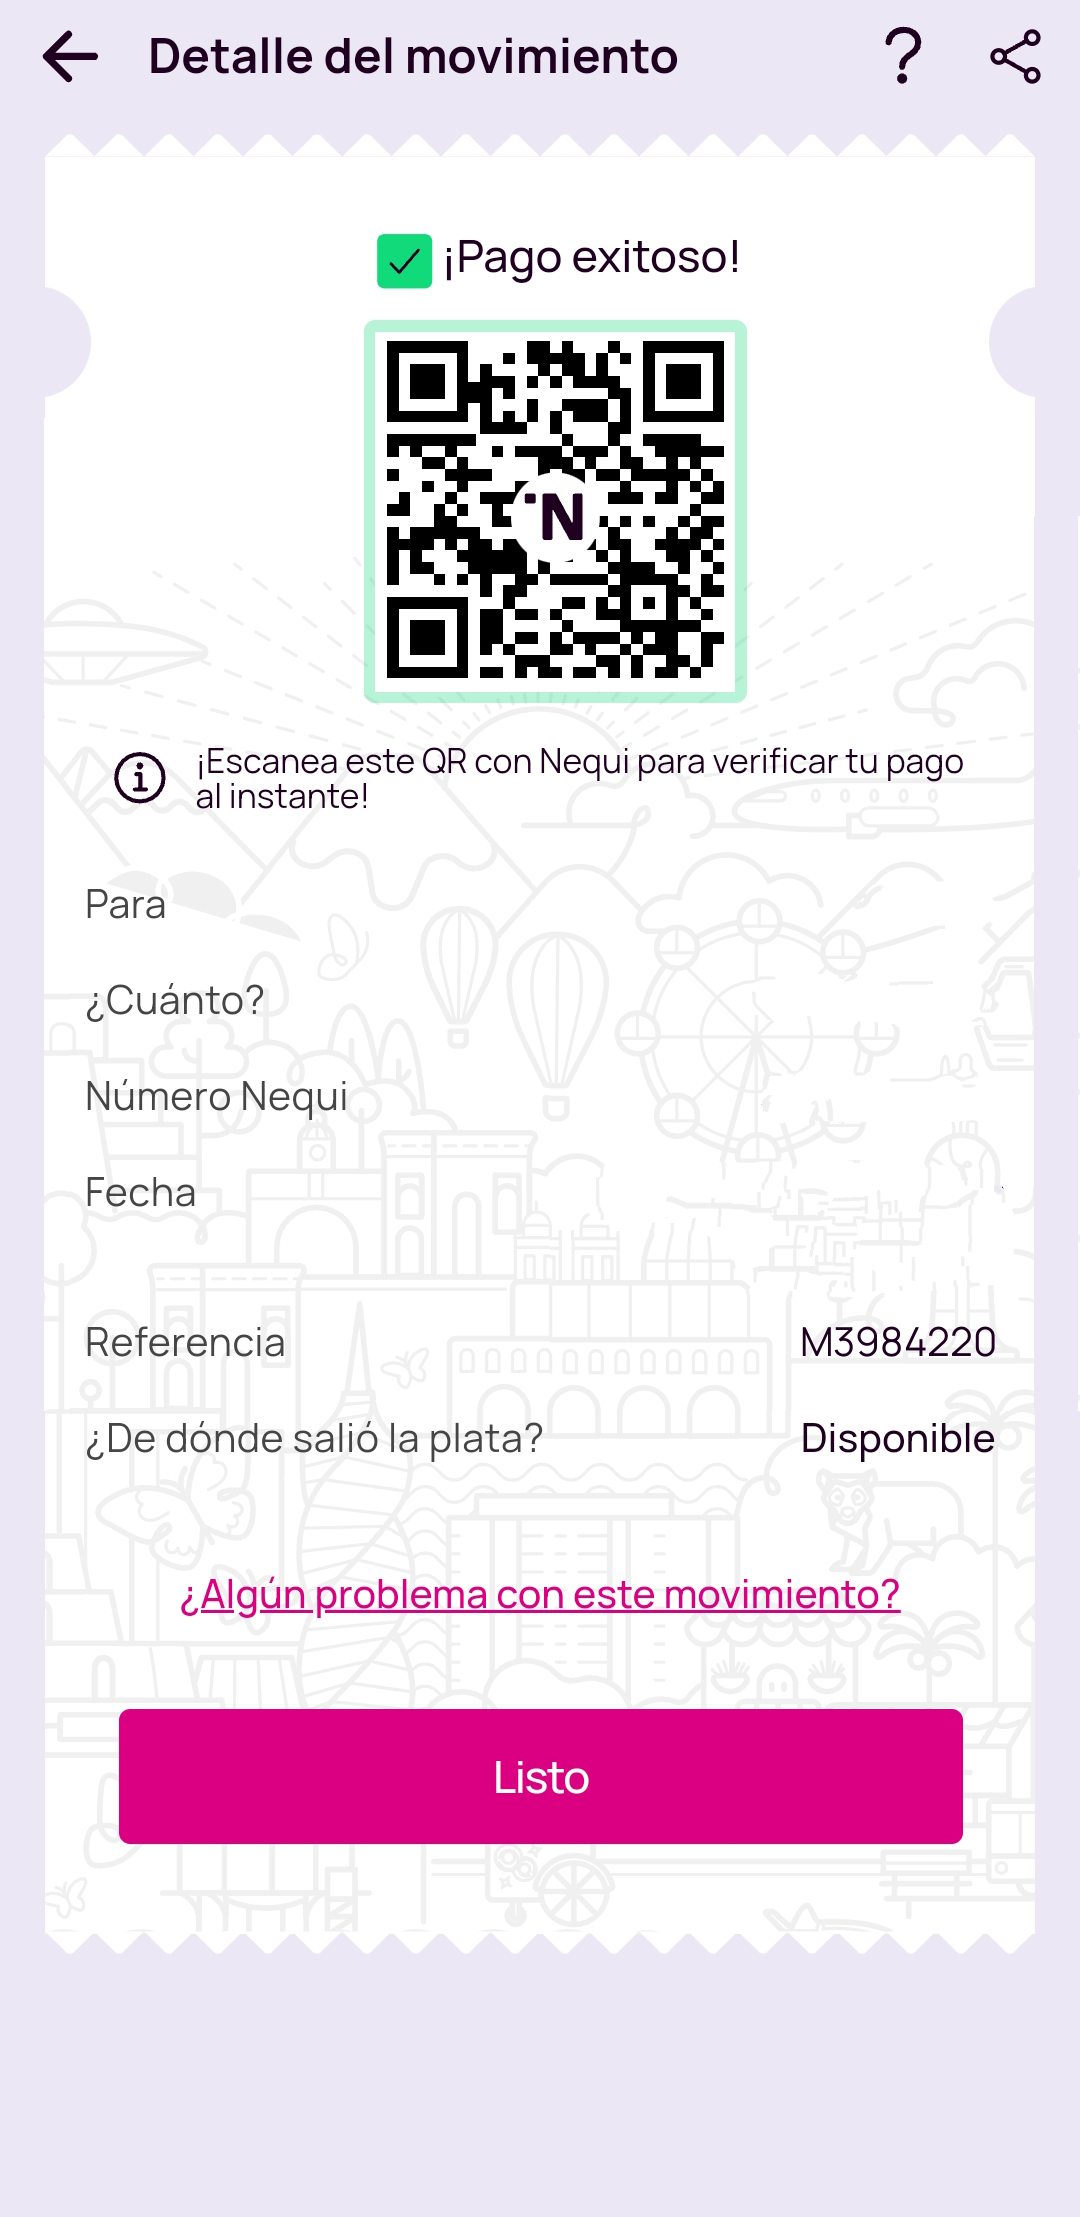 Detalle del movimiento
¡Pago exitoso!
N
¡Escanea este QR con Nequi para verificar tu pago
al instante!
Para
¿Cuánto?
Número Nequi
Fecha
Referencia M3984220
¿De dónde salió la plata? Disponible
¿Algún problema con este movimiento?
Listo